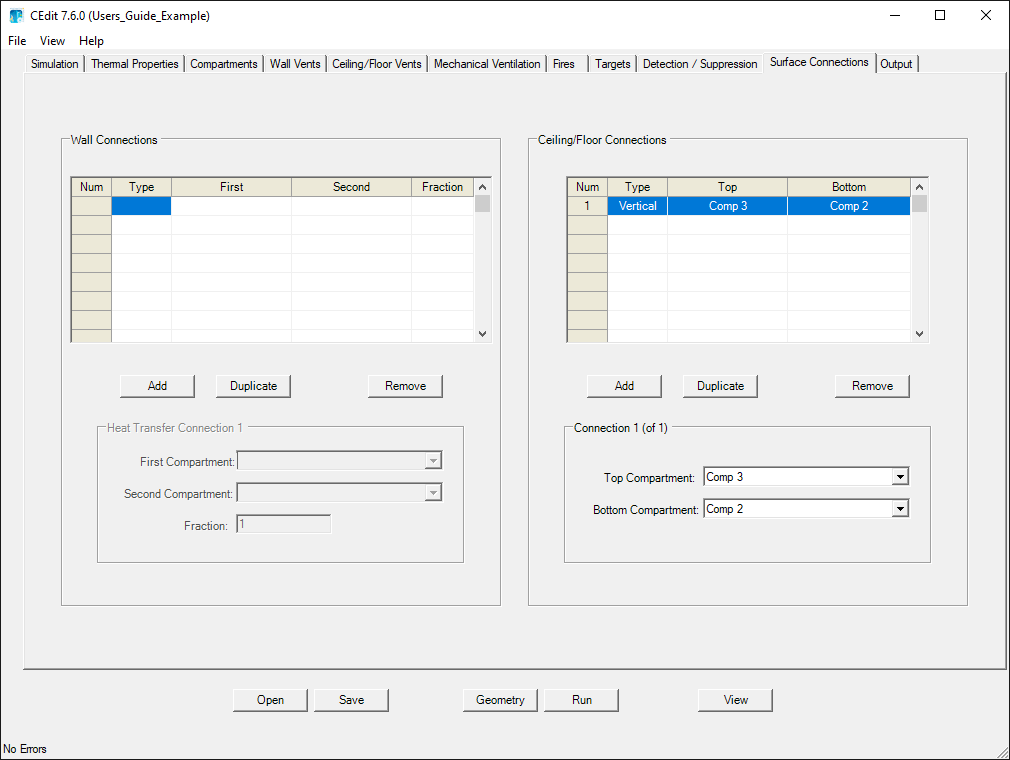 CEdit 7.6.0 (Users_Guide_Example)
File View Help
Simulation Thermal Properties Compartments Wall Vents Ceiling/Floor Vents Mechanical Ventilation Fires Targets Detection / Suppression Surface Connections Output
Wall Connections
Num Type First Second Fraction
Add Duplicate Remove
Heat Transfer Connection 1
First Compartment:
Second Compartment:
Fraction: 1
Ceiling/Floor Connections
Num Type Top Bottom
1 Vertical Comp 3 Comp 2
Add Duplicate Remove
Connection 1 (of 1)
Top Compartment: Comp 3
Bottom Compartment: Comp 2
Open Save Geometry Run View
No Errors